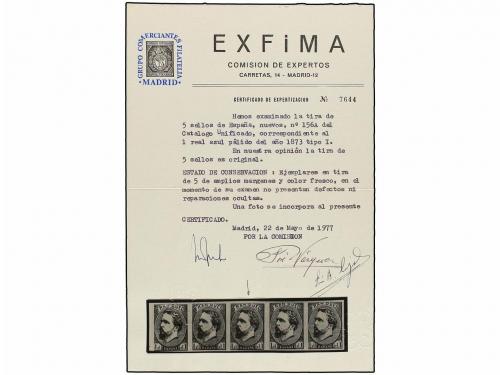 GRUPO COMERCIANTES FILATELIA
MADRID
EXFiMA
COMISION DE EXPERTOS
CARRETAS, 14 - MADRID-12
CERTIFICADO DE EXPERTIZACION Nº 7644
Hemos examinado la tira de
5 sellos de España, nuevos, nº 156A del
Catálogo Unificado, correspondiente al
1 real azul pálido del año 1873 tipo I.
En nuestra opinión la tira de
5 sellos es original.
ESTADO DE CONSERVACION : Ejemplares en tira
de 5 de amplios margenes y color fresco, en el
momento de su examen no presentan defectos ni
reparaciones ocultas.
Una foto se incorpora al presente
CERTIFICADO.
Madrid, 22 de Mayo de 1977
POR LA COMISION